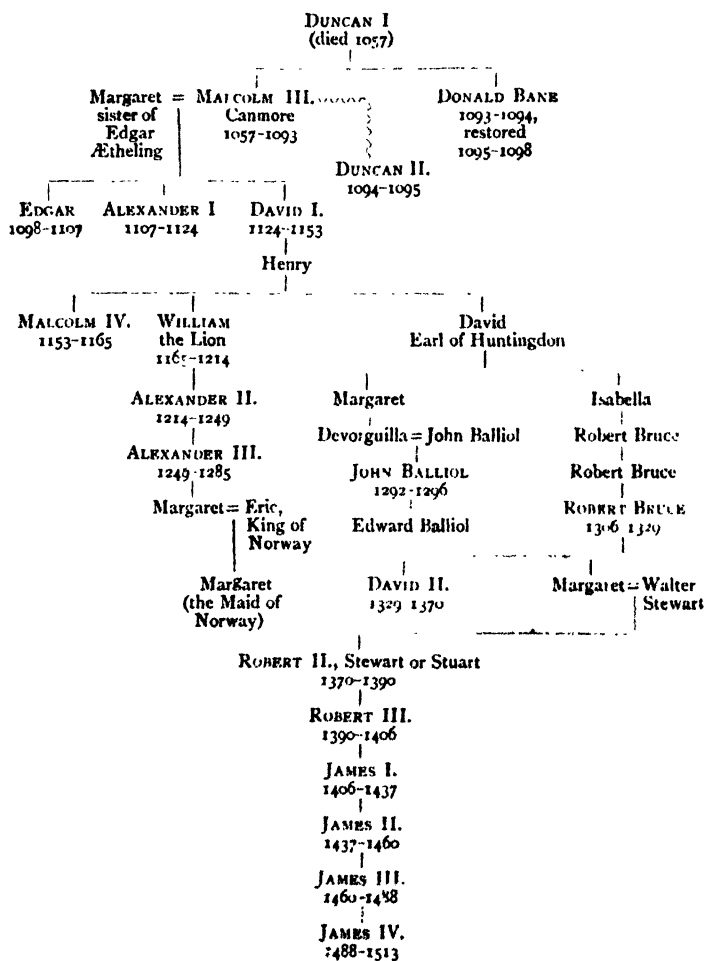 DUNCAN I
(died 1057)
Margaret = MALCOLM III.
sister of Canmore
Edgar 1057-1093
Ætheling
DONALD BANE
1093-1094,
restored
1095-1098
DUNCAN II.
1094-1095
EDGAR
1098-1107
ALEXANDER I
1107-1124
DAVID I.
1124-1153
Henry
MALCOLM IV.
1153-1165
WILLIAM
the Lion
1165-1214
David
Earl of Huntingdon
ALEXANDER II.
1214-1249
Margaret
Isabella
Devorguilla = John Balliol
Robert Bruce
ALEXANDER III.
1249-1285
JOHN BALLIOL
1292-1296
Robert Bruce
Margaret = Eric,
King of
Norway
Edward Balliol
ROBERT BRUCE
1306 1329
Margaret
(the Maid of
Norway)
DAVID II.
1329 1370
Margaret = Walter
Stewart
ROBERT II., Stewart or Stuart
1370-1390
ROBERT III.
1390-1406
JAMES I.
1406-1437
JAMES II.
1437-1460
JAMES III.
1460-1488
JAMES IV.
1488-1513